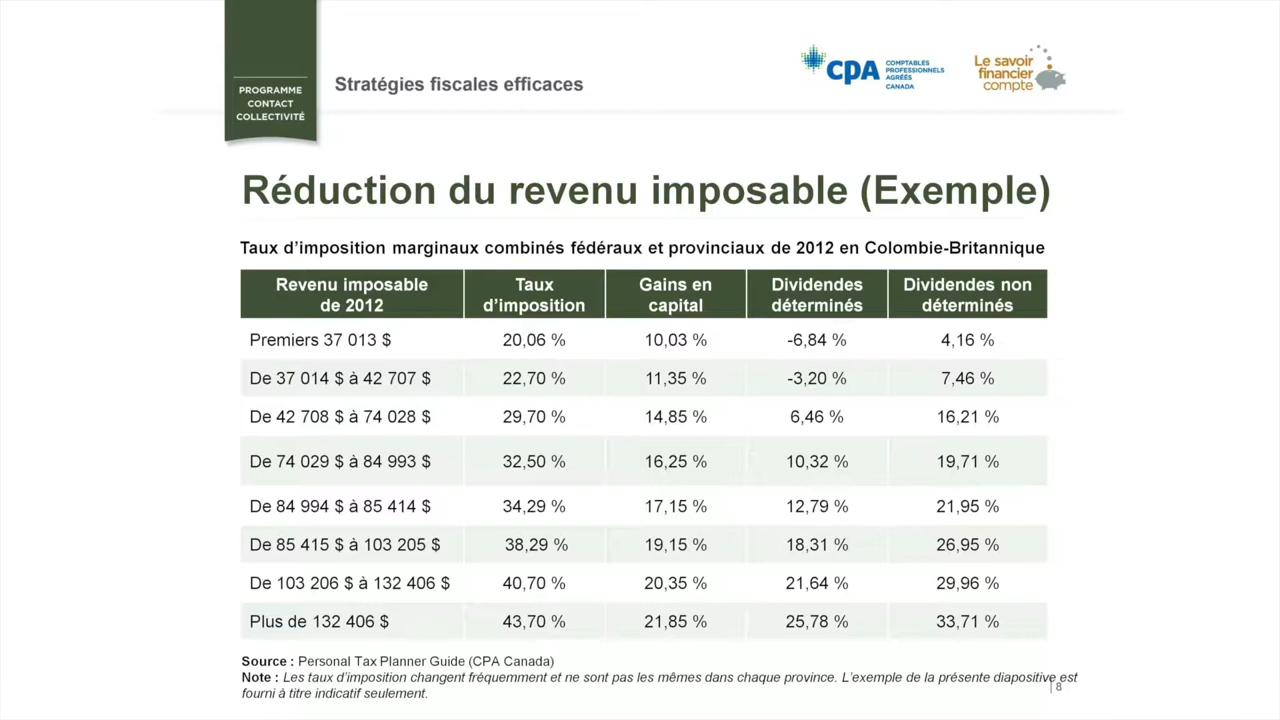 PROGRAMME
CONTACT
COLLECTIVITÉ
Stratégies fiscales efficaces
CPA
COMPTABLES
PROFESSIONNELS
AGRÉÉS
CANADA
Le savoir
financier
compte
Réduction du revenu imposable (Exemple)
Taux d’imposition marginaux combinés fédéraux et provinciaux de 2012 en Colombie-Britannique
Revenu imposable de 2012 Taux d’imposition Gains en capital Dividendes déterminés Dividendes non déterminés
Premiers 37 013 $ 20,06 % 10,03 % -6,84 % 4,16 %
De 37 014 $ à 42 707 $ 22,70 % 11,35 % -3,20 % 7,46 %
De 42 708 $ à 74 028 $ 29,70 % 14,85 % 6,46 % 16,21 %
De 74 029 $ à 84 993 $ 32,50 % 16,25 % 10,32 % 19,71 %
De 84 994 $ à 85 414 $ 34,29 % 17,15 % 12,79 % 21,95 %
De 85 415 $ à 103 205 $ 38,29 % 19,15 % 18,31 % 26,95 %
De 103 206 $ à 132 406 $ 40,70 % 20,35 % 21,64 % 29,96 %
Plus de 132 406 $ 43,70 % 21,85 % 25,78 % 33,71 %
Source : Personal Tax Planner Guide (CPA Canada)
Note : Les taux d’imposition changent fréquemment et ne sont pas les mêmes dans chaque province. L’exemple de la présente diapositive est
fourni à titre indicatif seulement.
| 8